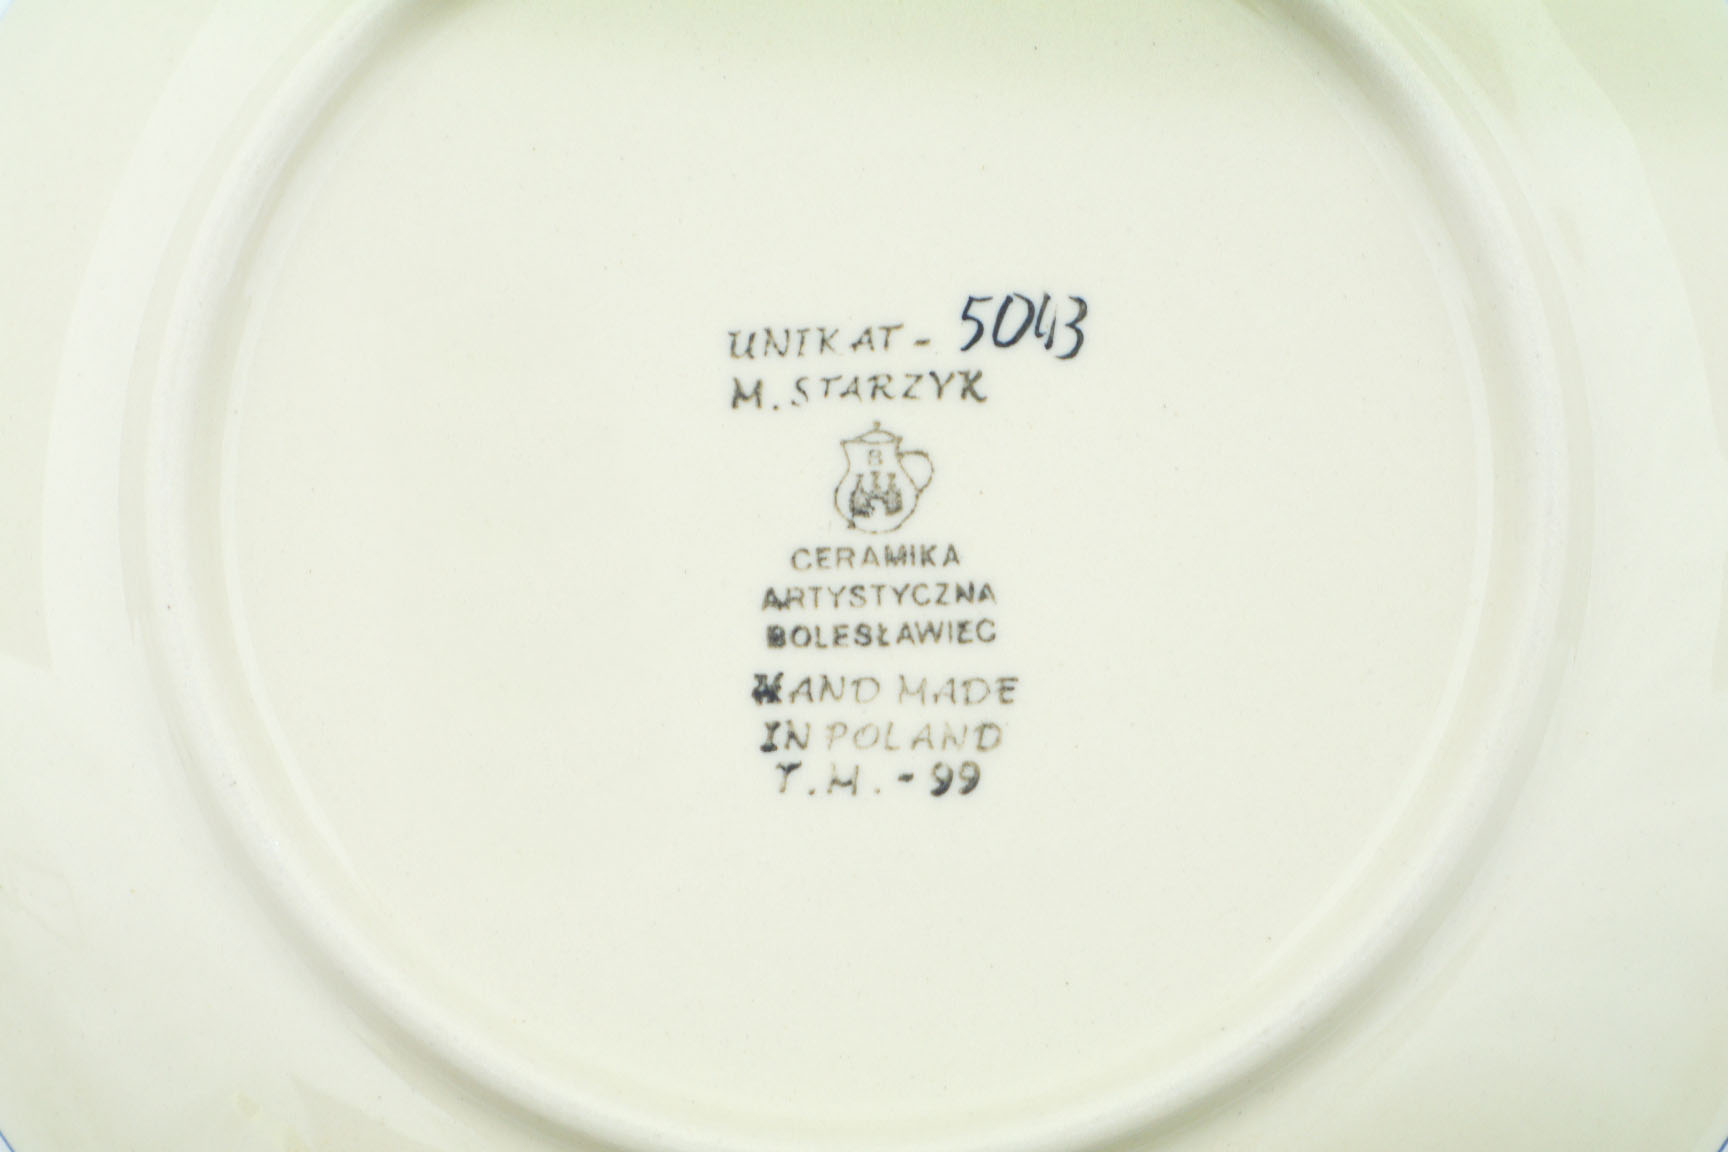 UNIKAT - 5043
M. STARZYK
B
CERAMIKA
ARTYSTYCZNA
BOLESŁAWIEC
HAND MADE
IN POLAND
T.M. - 99